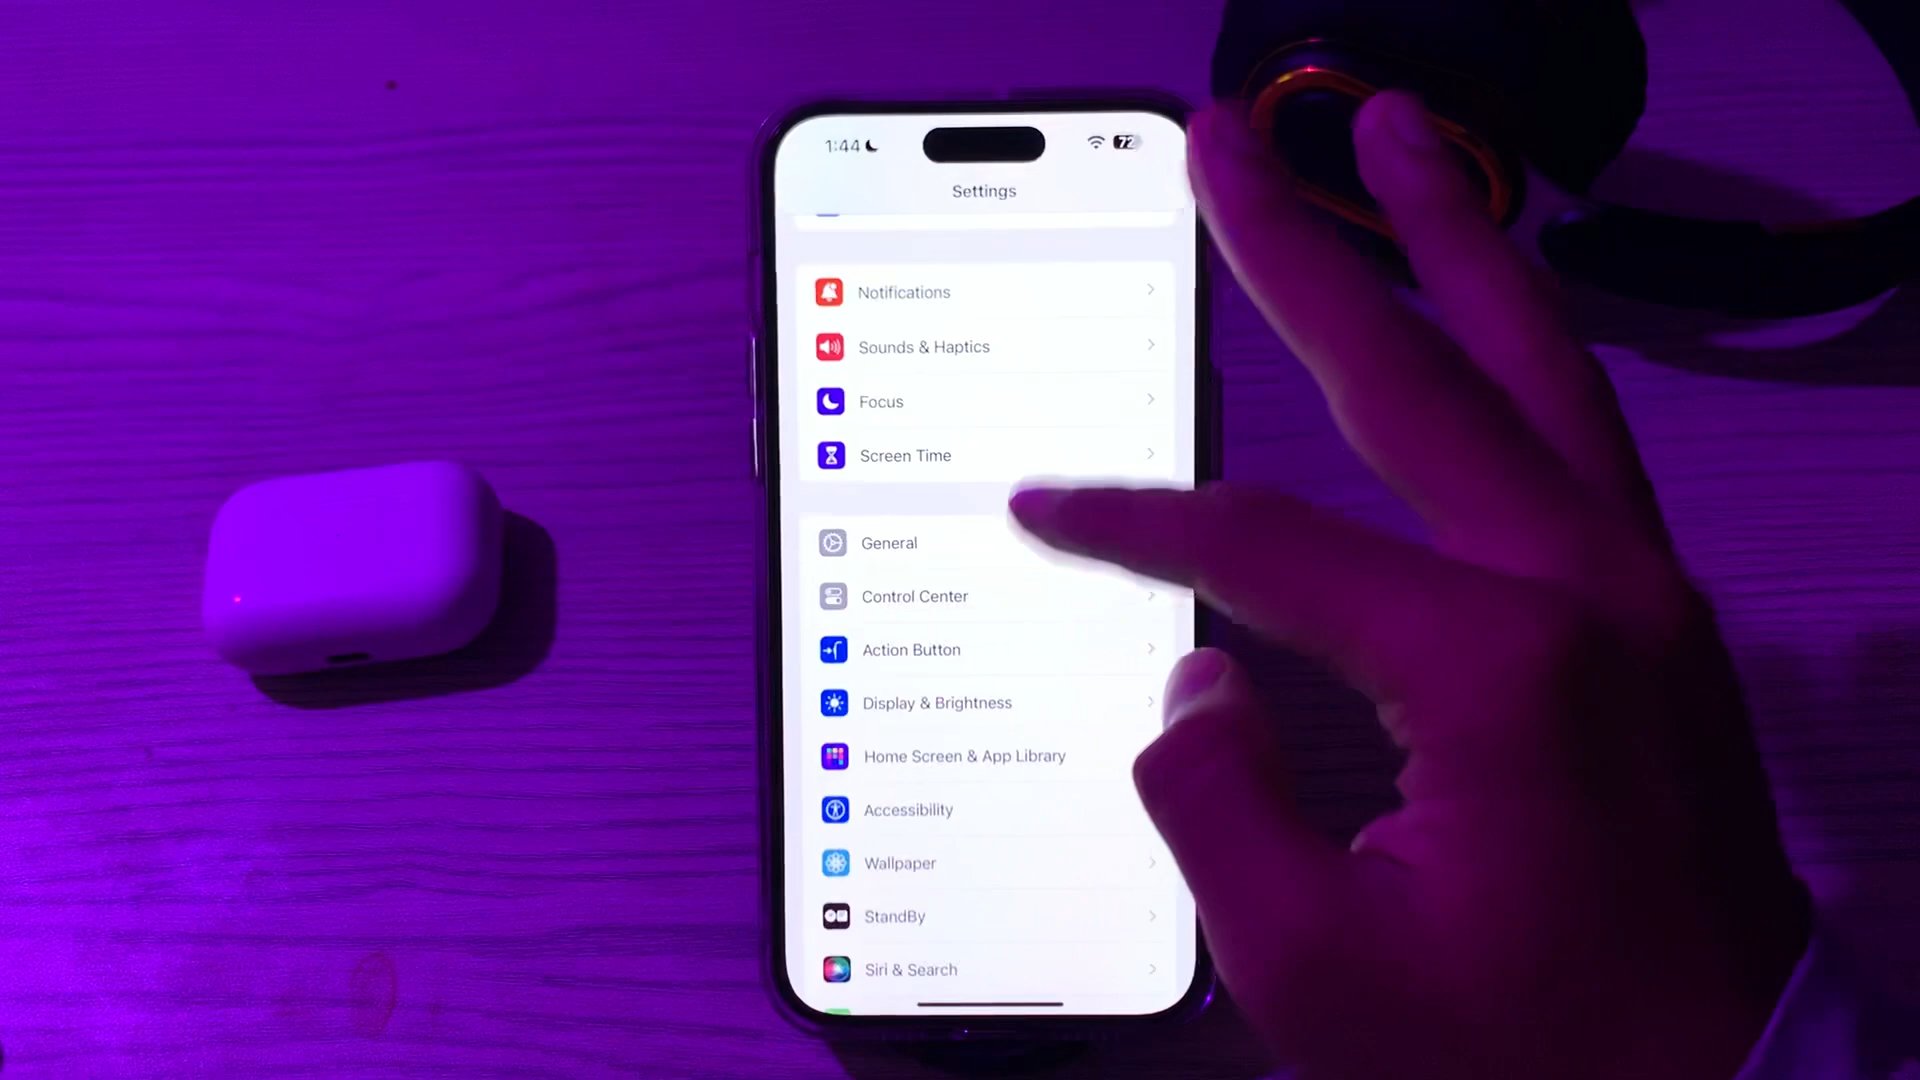 1:44
72
Settings
Notifications
Sounds & Haptics
Focus
Screen Time
General
Control Center
Action Button
Display & Brightness
Home Screen & App Library
Accessibility
Wallpaper
StandBy
Siri & Search